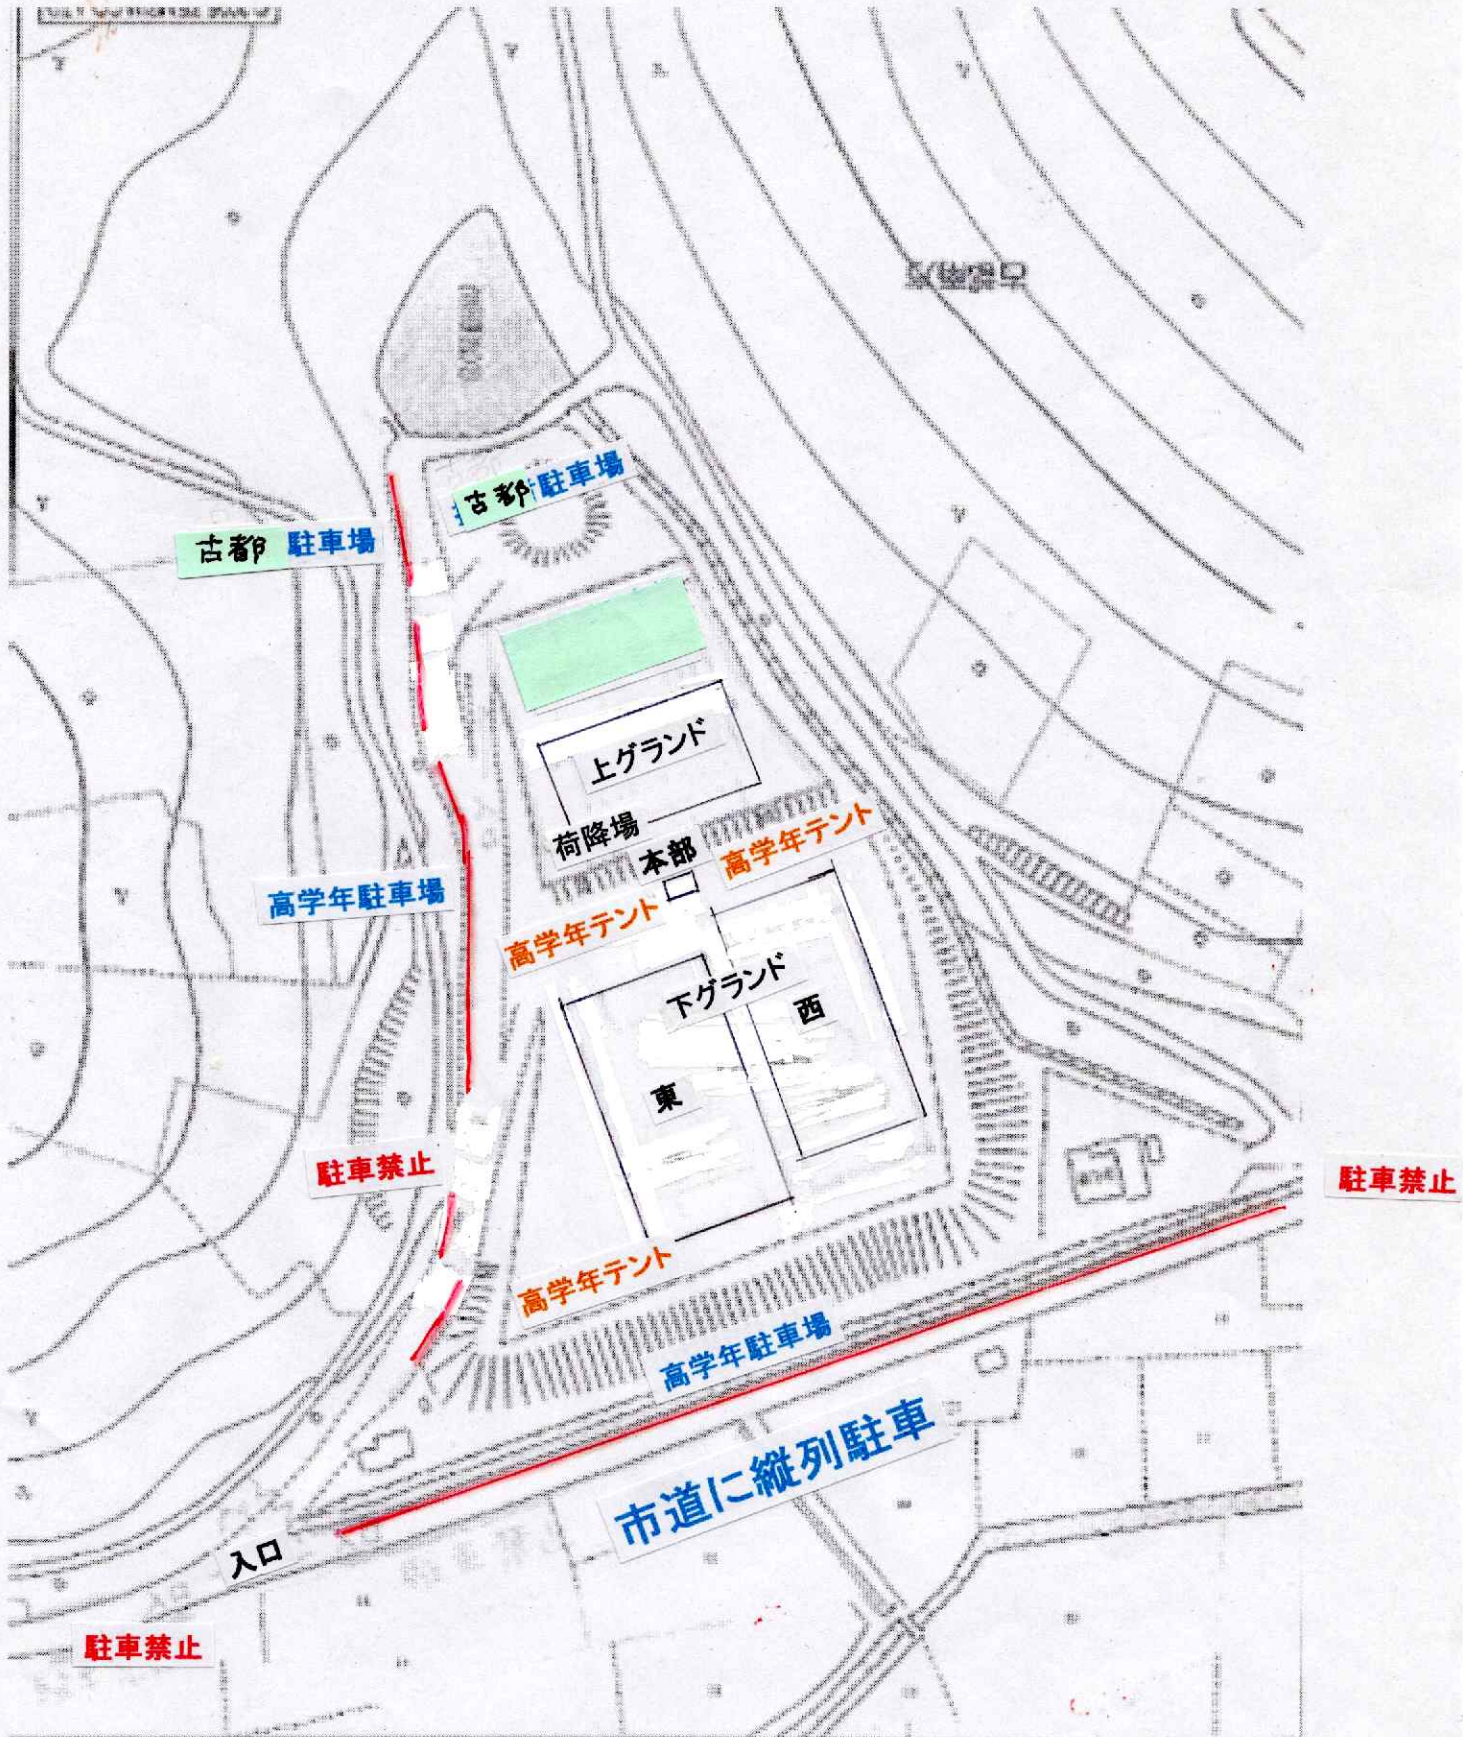 古都 駐車場
古都 駐車場
上グランド
荷降場
本部
高学年テント
高学年駐車場
高学年テント
下グランド
西
東
駐車禁止
駐車禁止
高学年テント
高学年駐車場
市道に縦列駐車
入口
駐車禁止